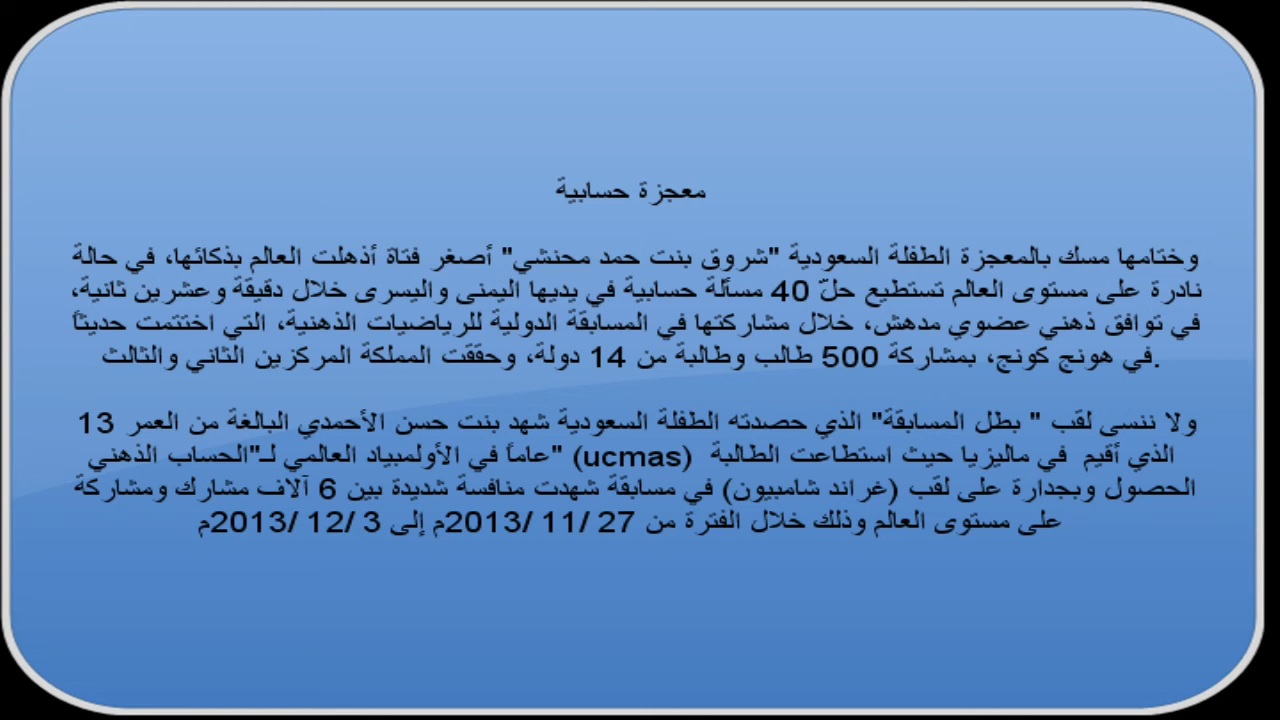 معجزة حسابية
وختامها مسك بالمعجزة الطفلة السعودية "شروق بنت حمد محنشي" أصغر فتاة أذهلت العالم بذكائها، في حالة
نادرة على مستوى العالم تستطيع حلّ 40 مسألة حسابية في يديها اليمنى واليسرى خلال دقيقة وعشرين ثانية،
في توافق ذهني عضوي مدهش، خلال مشاركتها في المسابقة الدولية للرياضيات الذهنية، التي اختتمت حديثاً
في هونج كونج، بمشاركة 500 طالب وطالبة من 14 دولة، وحققت المملكة المركزين الثاني والثالث.
ولا ننسى لقب " بطل المسابقة" الذي حصدته الطفلة السعودية شهد بنت حسن الأحمدي البالغة من العمر 13
عاماً في الأولمبياد العالمي لـ"الحساب الذهني" (ucmas) الذي أقيم في ماليزيا حيث استطاعت الطالبة
الحصول وبجدارة على لقب (غراند شامبيون) في مسابقة شهدت منافسة شديدة بين 6 آلاف مشارك ومشاركة
على مستوى العالم وذلك خلال الفترة من 27 /11 /2013م إلى 3 /12 /2013م